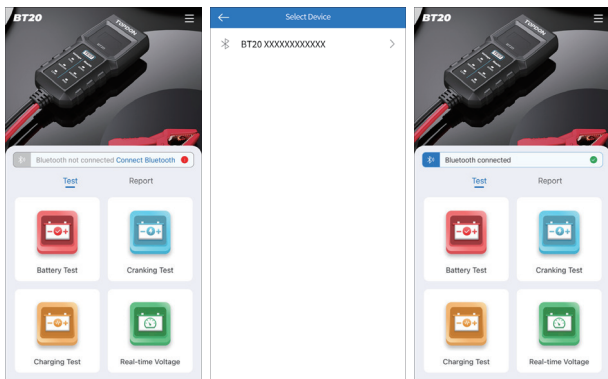 BT20
TOPDON
Bluetooth not connected Connect Bluetooth
Test Report
Battery Test Cranking Test
Charging Test Real-time Voltage
Select Device
BT20 XXXXXXXXXXXX
BT20
TOPDON
Bluetooth connected
Test Report
Battery Test Cranking Test
Charging Test Real-time Voltage